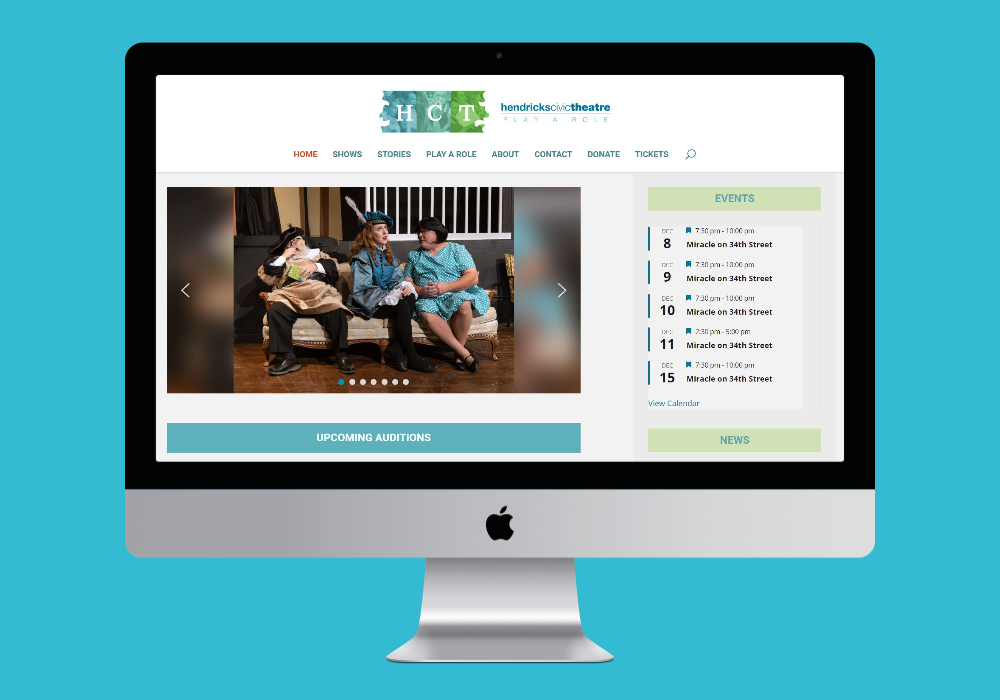 HCT
hendrickscivictheatre
PLAY A ROLE
HOME SHOWS STORIES PLAY A ROLE ABOUT CONTACT DONATE TICKETS
EVENTS
DEC 7:30 pm - 10:00 pm
8 Miracle on 34th Street
DEC 7:30 pm - 10:00 pm
9 Miracle on 34th Street
DEC 7:30 pm - 10:00 pm
10 Miracle on 34th Street
DEC 2:30 pm - 5:00 pm
11 Miracle on 34th Street
DEC 7:30 pm - 10:00 pm
15 Miracle on 34th Street
View Calendar
UPCOMING AUDITIONS
NEWS